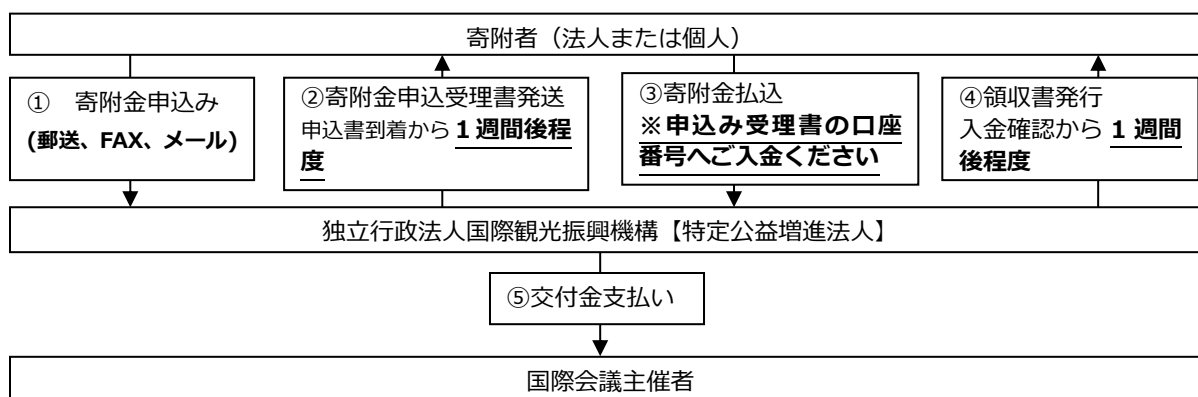 寄附者（法人または個人）
① 寄附金申込み
(郵送、FAX、メール)
②寄附金申込受理書発送
申込書到着から１週間後程
度
③寄附金払込
※申込み受理書の口座
番号へご入金ください
④領収書発行
入金確認から１週間
後程度
独立行政法人国際観光振興機構【特定公益増進法人】
⑤交付金支払い
国際会議主催者